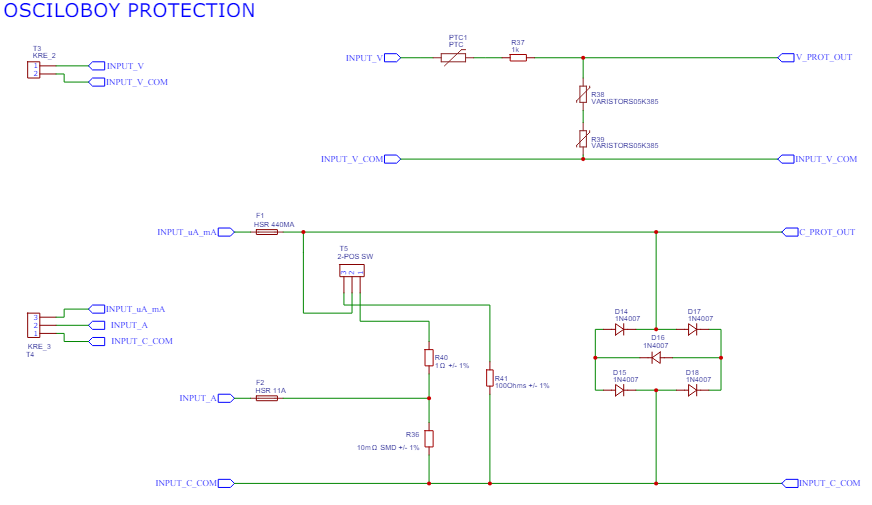 OSCILOBOY PROTECTION
T3
KRE_2
1
2
INPUT_V
INPUT_V_COM
INPUT_V
PTC1
PTC
R37
1k
V_PROT_OUT
R38
VARISTORS05K385
R39
VARISTORS05K385
INPUT_V_COM
INPUT_V_COM
INPUT_uA_mA
F1
HSR 440MA
C_PROT_OUT
T5
2-POS SW
3 2 1
3
2
1
KRE_3
T4
INPUT_uA_mA
INPUT_A
INPUT_C_COM
D14
1N4007
D17
1N4007
D16
1N4007
D15
1N4007
D18
1N4007
R40
1Ω +/- 1%
R41
100Ohms +/- 1%
INPUT_A
F2
HSR 11A
R36
10mΩ SMD +/- 1%
INPUT_C_COM
INPUT_C_COM